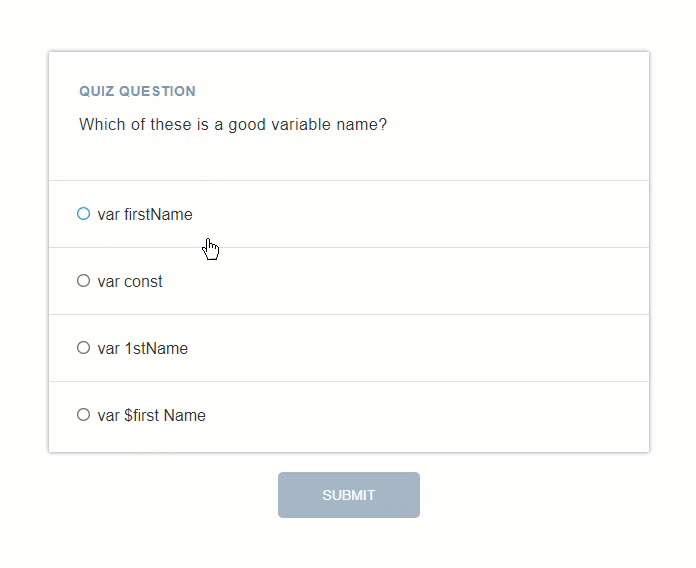 QUIZ QUESTION
Which of these is a good variable name?
var firstName
var const
var 1stName
var $first Name
SUBMIT